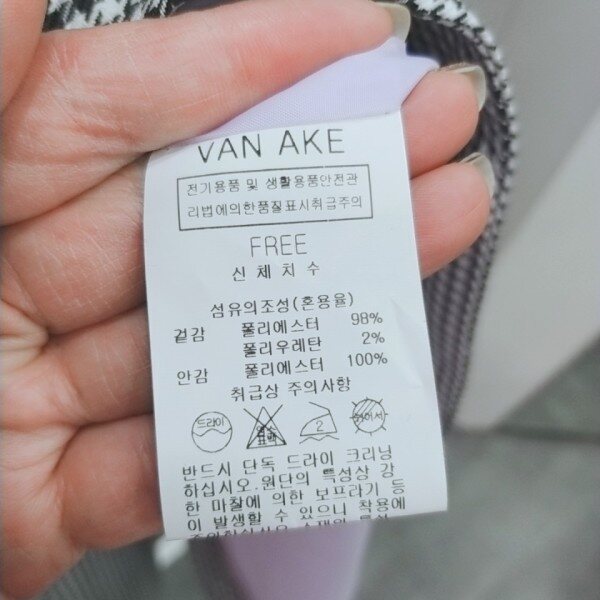 VAN AKE
전기용품 및 생활용품안전관
리법에의한품질표시취급주의
FREE
신체치수
섬유의조성(혼용율)
겉감 폴리에스터 98%
폴리우레탄 2%
안감 폴리에스터 100%
취급상 주의사항
드라이 표백 2
반드시 단독 드라이 크리닝
하십시오.원단의 특성상 강
한 마찰에 의한 보프라기 등
이 발생할 수 있으니 착용에